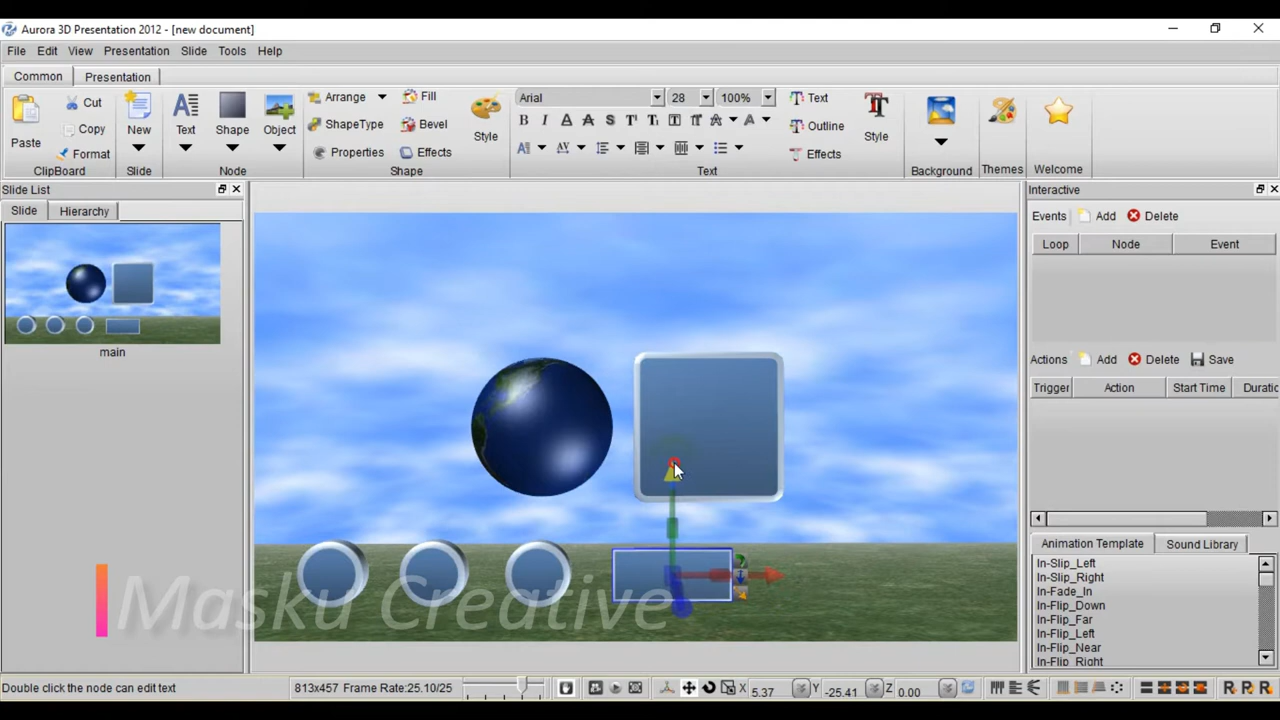 Aurora 3D Presentation 2012 - [new document]
File Edit View Presentation Slide Tools Help
Common Presentation
Paste Cut Copy Format ClipBoard
New Slide
Text Shape Object Node
Arrange Fill
ShapeType Bevel
Properties Effects
Style
Shape
Arial 28 100%
Text
Outline
Effects
Style
Text
Background
Themes
Welcome
Slide List
Slide Hierarchy
main
Interactive
Events Add Delete
Loop Node Event
Actions Add Delete Save
Trigger Action Start Time Duratio
Animation Template Sound Library
In-Slip_Left
In-Slip_Right
In-Fade_In
In-Flip_Down
In-Flip_Far
In-Flip_Left
In-Flip_Near
In-Flip_Right
Masku Creative
Double click the node can edit text 813x457 Frame Rate:25.10/25 X 5.37 Y -25.41 Z 0.00